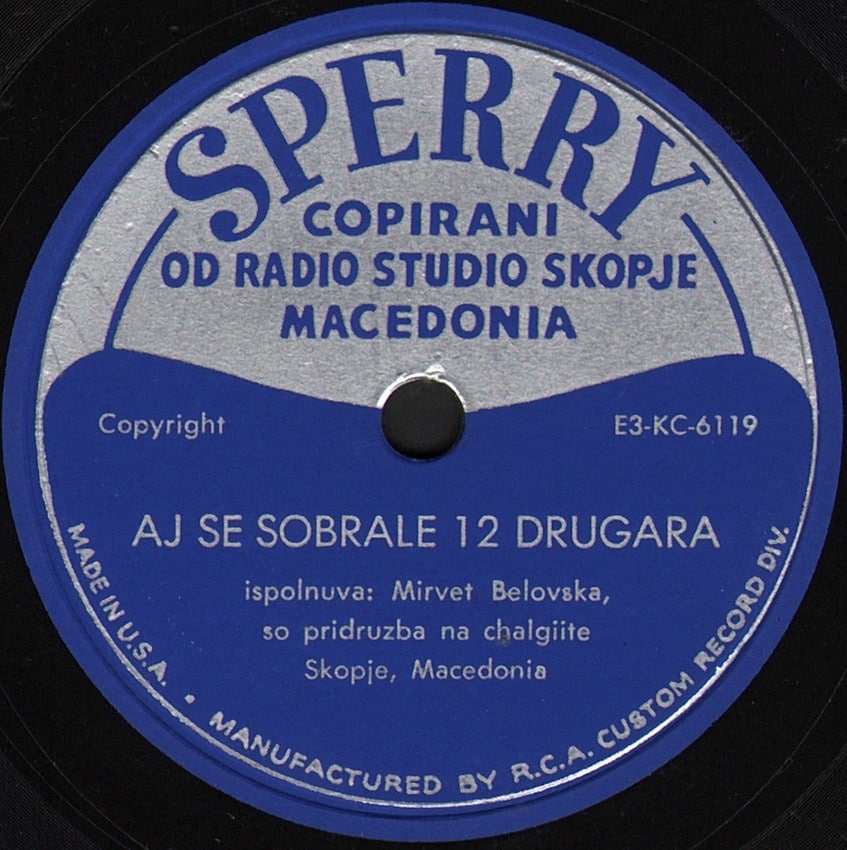 SPERRY
COPIRANI
OD RADIO STUDIO SKOPJE
MACEDONIA
Copyright
E3-KC-6119
AJ SE SOBRALE 12 DRUGARA
ispolnuva: Mirvet Belovska,
so pridruzba na chalgiite
Skopje, Macedonia
MADE IN U.S.A. • MANUFACTURED BY R.C.A. CUSTOM RECORD DIV.